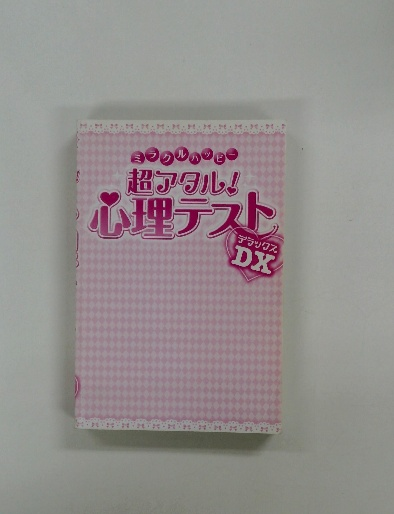 ミラクルハッピー
超アタル!
心理テスト
デラックス
DX